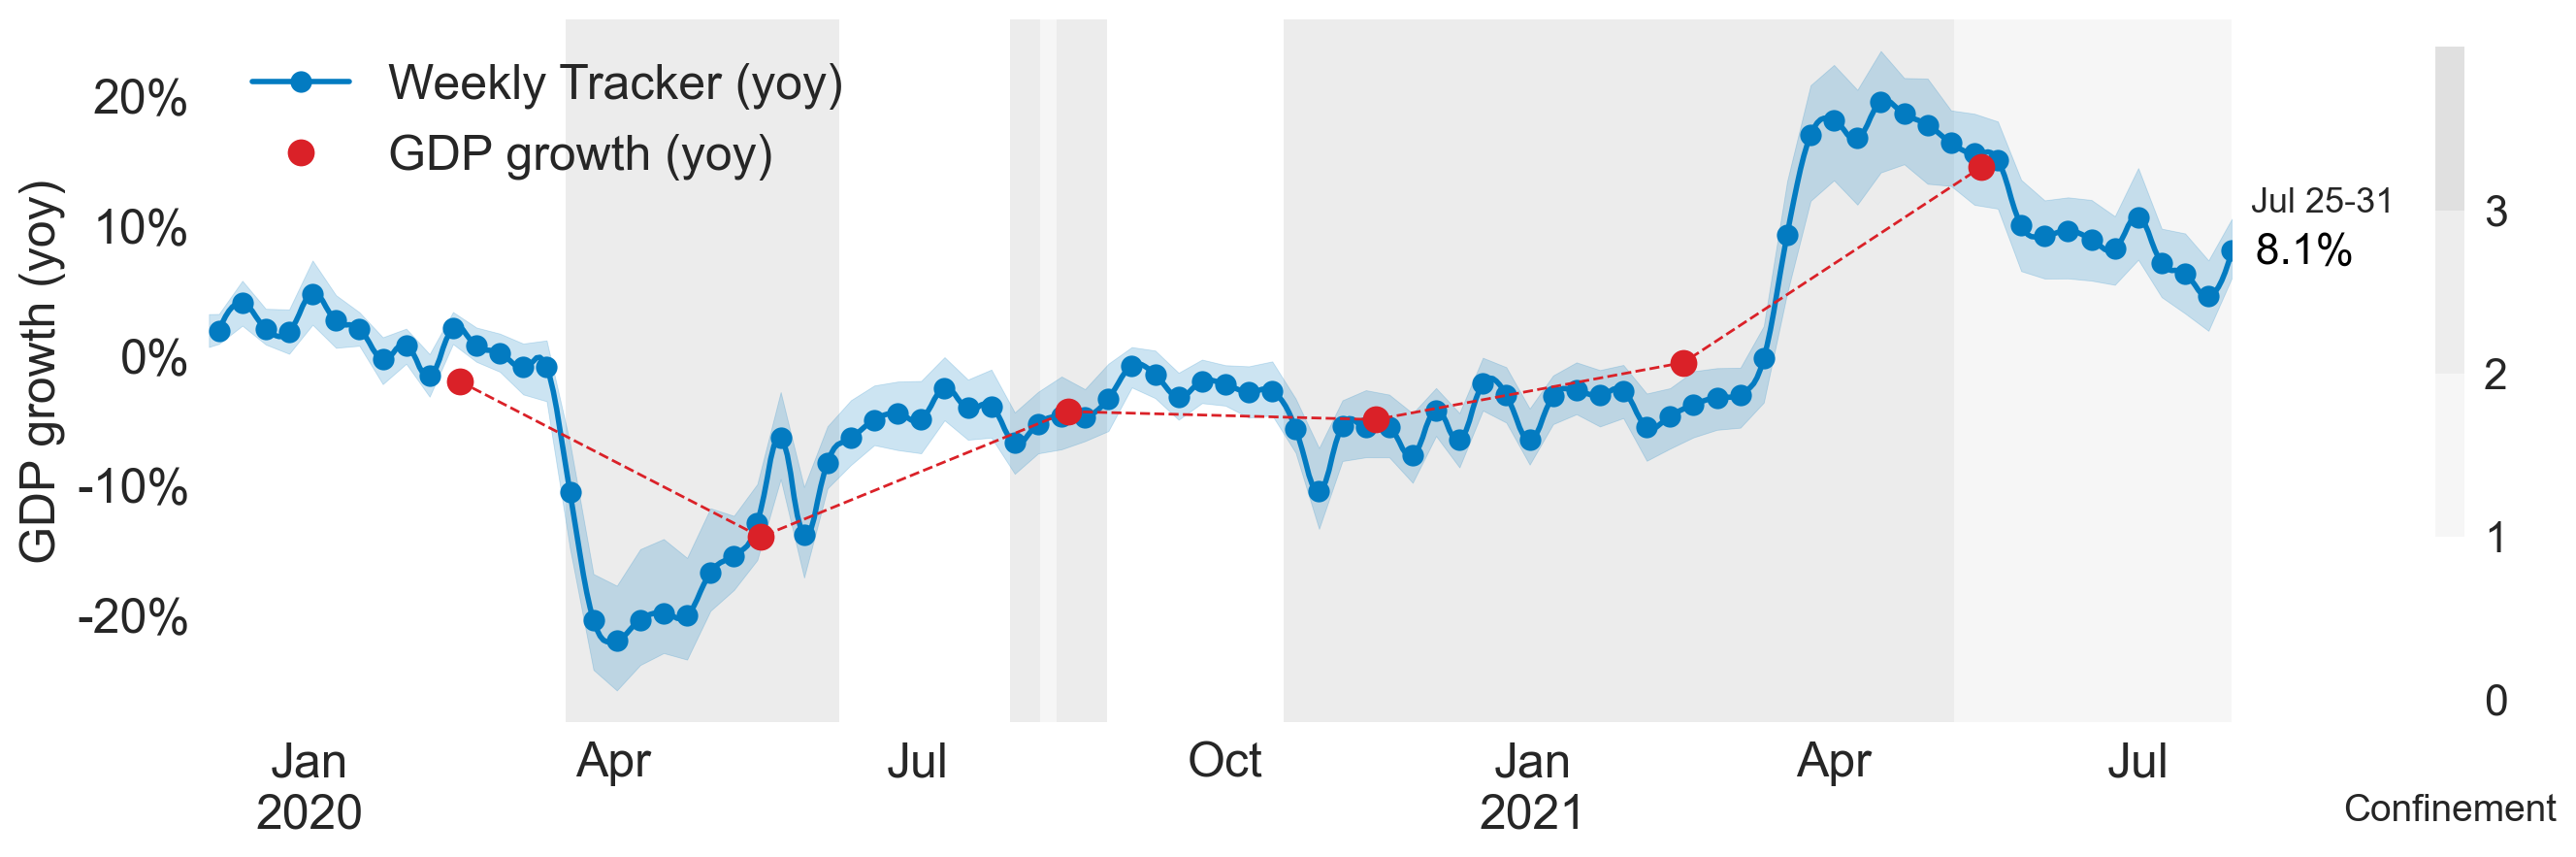 Weekly Tracker (yoy)
GDP growth (yoy)
GDP growth (yoy)
20%
10%
0%
-10%
-20%
Jan
2020
Apr
Jul
Oct
Jan
2021
Apr
Jul
Jul 25-31
8.1%
3
2
1
0
Confinement